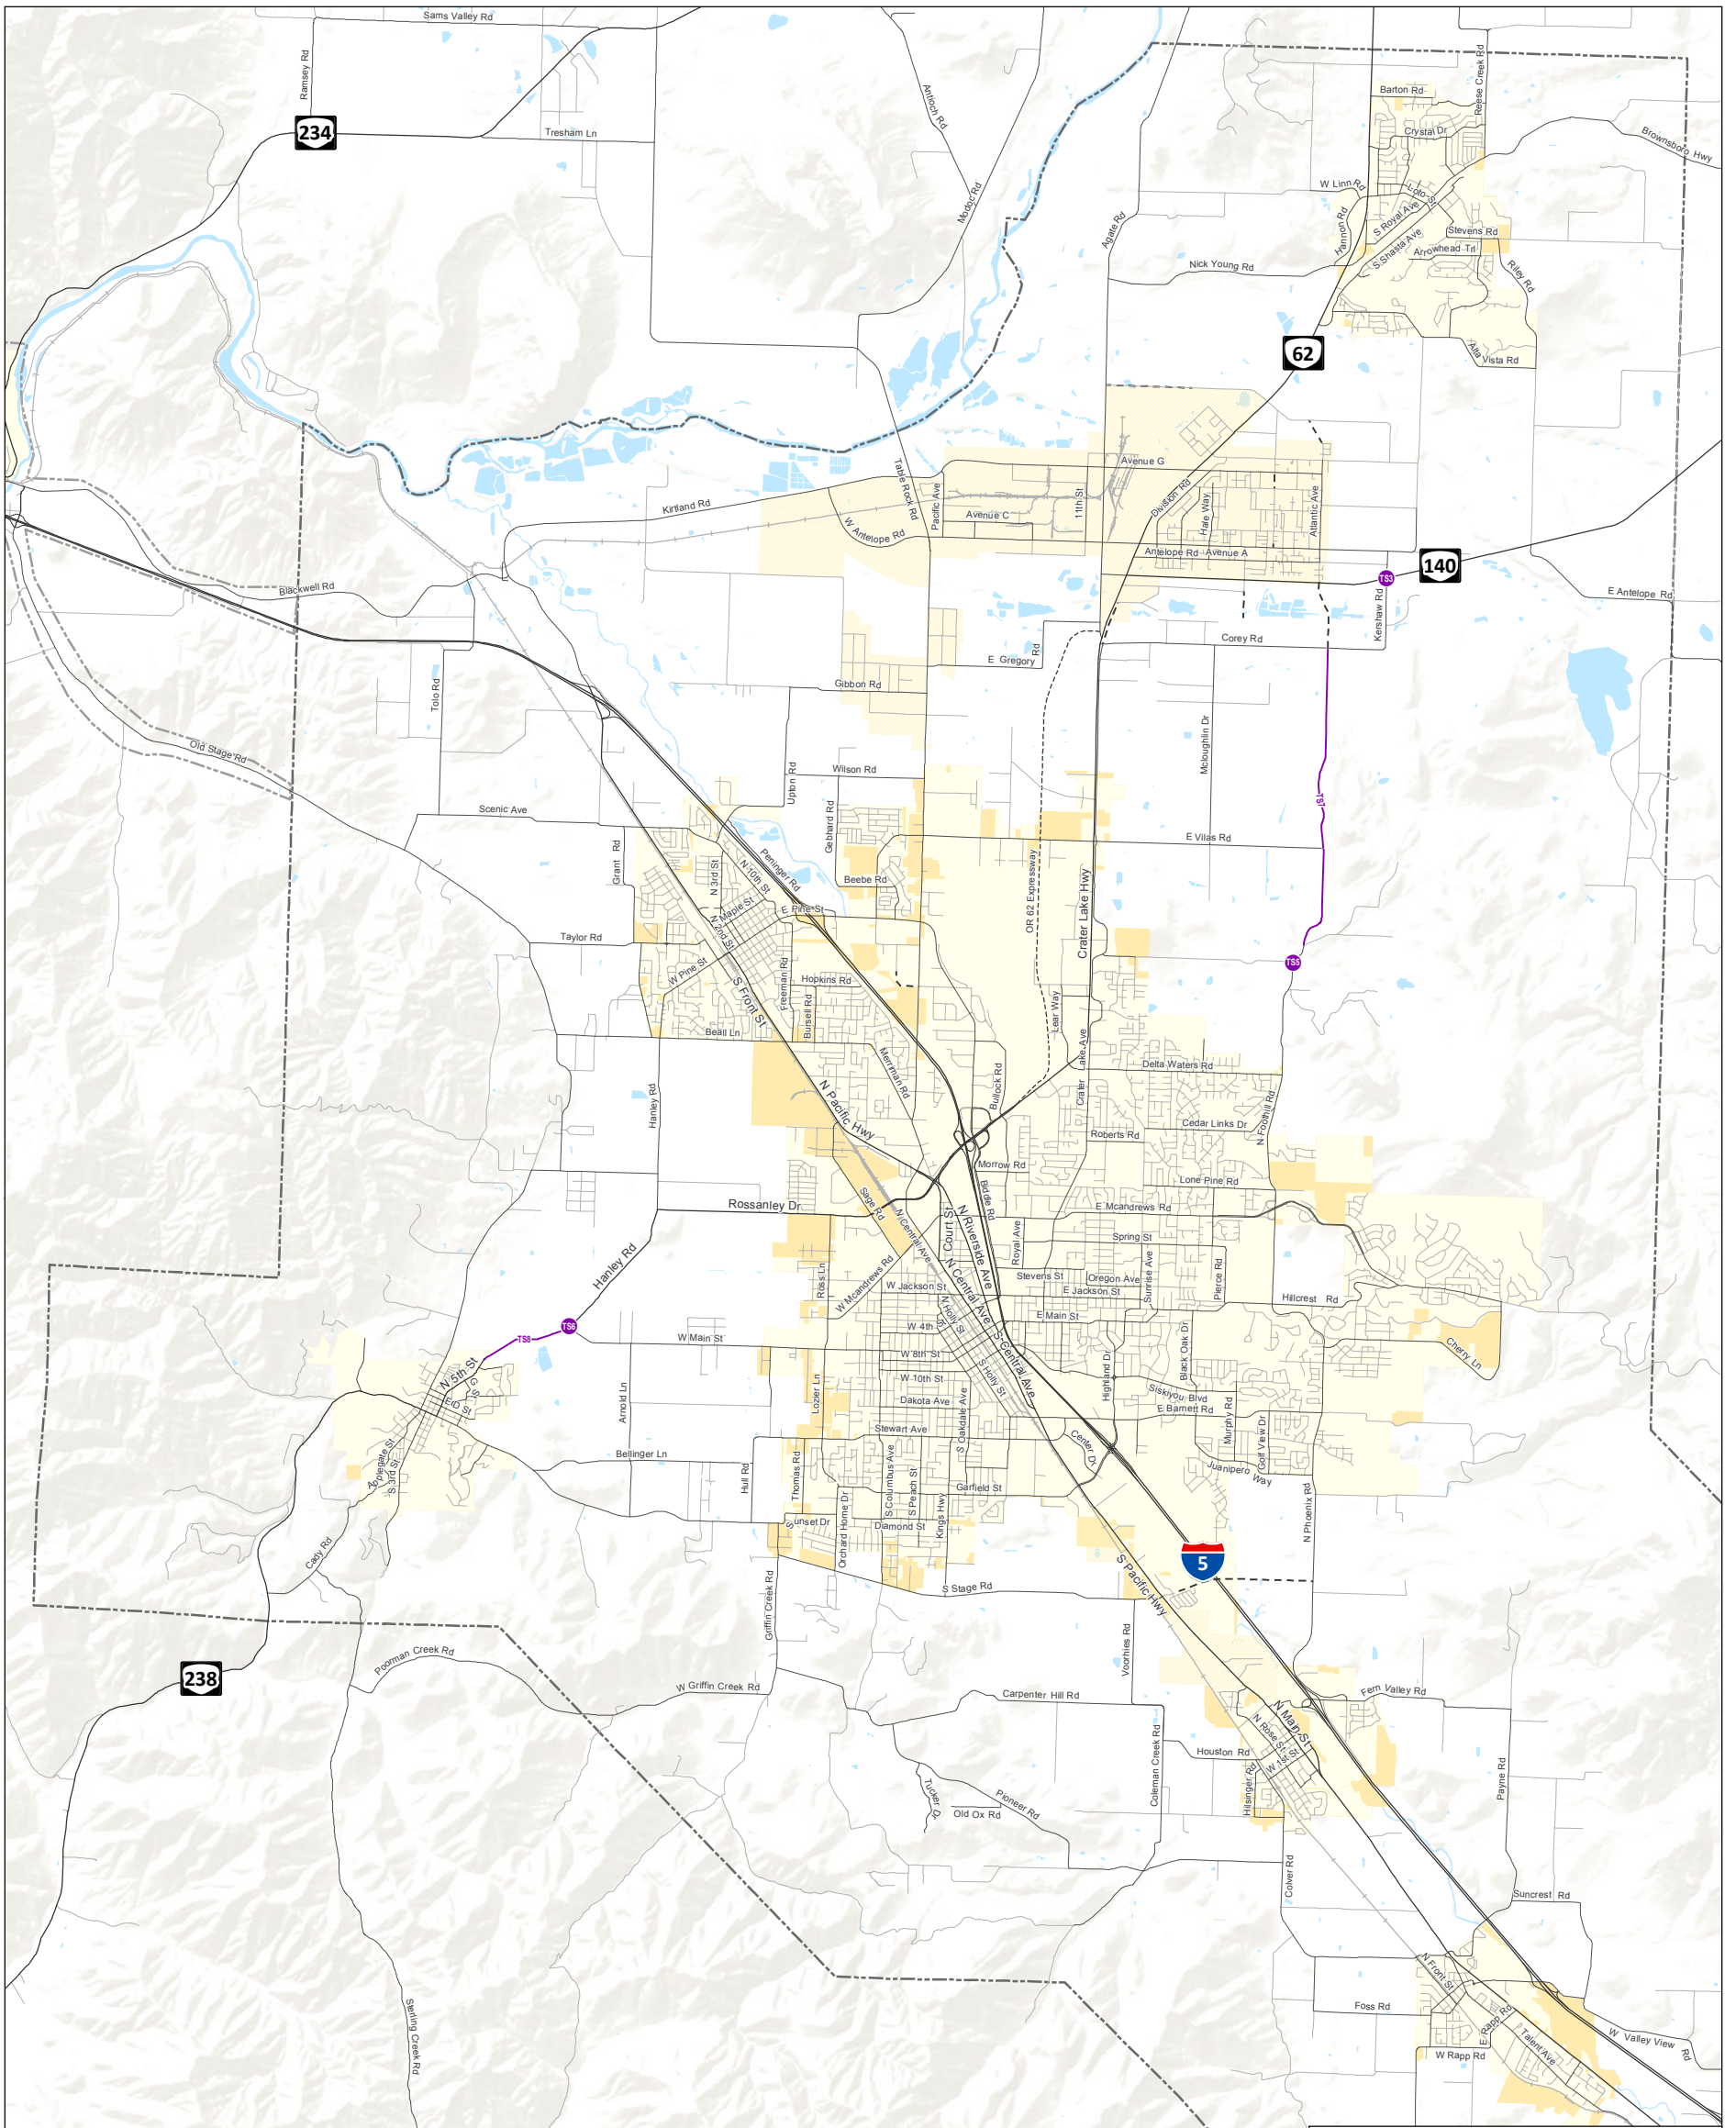 Sams Valley Rd
Ramsey Rd
234
Tresham Ln
Antioch Rd
Modoc Rd
Agate Rd
Barton Rd
Reese Creek Rd
Crystal Dr
Brownsboro Hwy
W Linn Rd
Loto St
Hannon Rd
S Royal Ave
S Shasta Ave
Stevens Rd
Arrowhead Trl
Nick Young Rd
Riley Rd
62
Alta Vista Rd
Table Rock Rd
Avenue G
Kirtland Rd
Pacific Ave
Avenue C
11th St
Division Rd
Hale Way
Atlantic Ave
W Antelope Rd
Antelope Rd
Avenue A
140
TS3
Blackwell Rd
E Antelope Rd
Kershaw Rd
Corey Rd
E Gregory Rd
Gibbon Rd
Tolo Rd
Old Stage Rd
Mcloughlin Dr
Wilson Rd
Upton Rd
TS7
Scenic Ave
Gebhard Rd
E Vilas Rd
Grant Rd
Peninger Rd
N 3rd St
N 10th St
Beebe Rd
OR 62 Expressway
Crater Lake Hwy
Maple St
E Pine St
N 2nd St
Taylor Rd
TS5
W Pine St
S Front St
Freeman Rd
Hopkins Rd
Bursell Rd
Lear Way
Beall Ln
Merriman Rd
Crater Lake Ave
Delta Waters Rd
Bullock Rd
Hanley Rd
N Pacific Hwy
N Foothill Rd
Cedar Links Dr
Roberts Rd
Morrow Rd
Lone Pine Rd
Biddle Rd
Sage Rd
Rossanley Dr
N Central Ave
Court St
N Riverside Ave
E Mcandrews Rd
Royal Ave
Spring St
Hanley Rd
Ross Ln
W Mcandrews Rd
N Central Ave
Stevens St
Oregon Ave
Sunrise Ave
Pierce Rd
W Jackson St
E Jackson St
Hillcrest Rd
N Holly St
E Main St
TS6
TS8
W Main St
W 4th St
S Central Ave
Black Oak Dr
Cherry Ln
W 8th St
S Holly St
Highland Dr
N 5th St
G St
E D St
W 10th St
Siskiyou Blvd
Arnold Ln
Lozier Ln
Dakota Ave
S Oakdale Ave
E Barnett Rd
Murphy Rd
Golf View Dr
Stewart Ave
Center Dr
Applegate St
S 3rd St
Bellinger Ln
Hull Rd
Thomas Rd
S Columbus Ave
S Peach St
Garfield St
Juanipero Way
Orchard Home Dr
Kings Hwy
N Phoenix Rd
Sunset Dr
Diamond St
Cady Rd
5
S Pacific Hwy
S Stage Rd
Griffin Creek Rd
Voorhies Rd
Poorman Creek Rd
238
W Griffin Creek Rd
Carpenter Hill Rd
Fern Valley Rd
N Main St
N Rose St
Coleman Creek Rd
Houston Rd
W 1st St
Payne Rd
Hilsinger Rd
Tucker Dr
Pioneer Rd
Old Ox Rd
Colver Rd
Suncrest Rd
N Front St
Sterling Creek Rd
Foss Rd
E Rapp Rd
Talent Ave
W Valley View Rd
W Rapp Rd